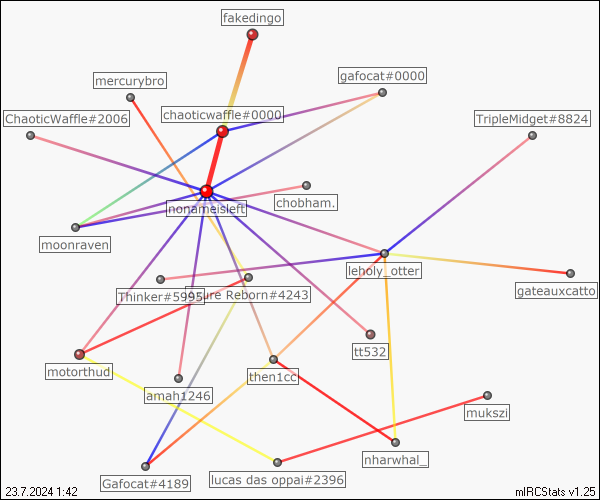 fakedingo
gafocat#0000
mercurybro
chaoticwaffle#0000
ChaoticWaffle#2006
TripleMidget#8824
chobham.
nonameisleft
moonraven
leholy_otter
gateauxcatto
Thinker#5995
sure Reborn#4243
tt532
motorthud
then1cc
amah1246
mukszi
nharwhal_
lucas das oppai#2396
Gafocat#4189
23.7.2024 1:42
mIRCStats v1.25